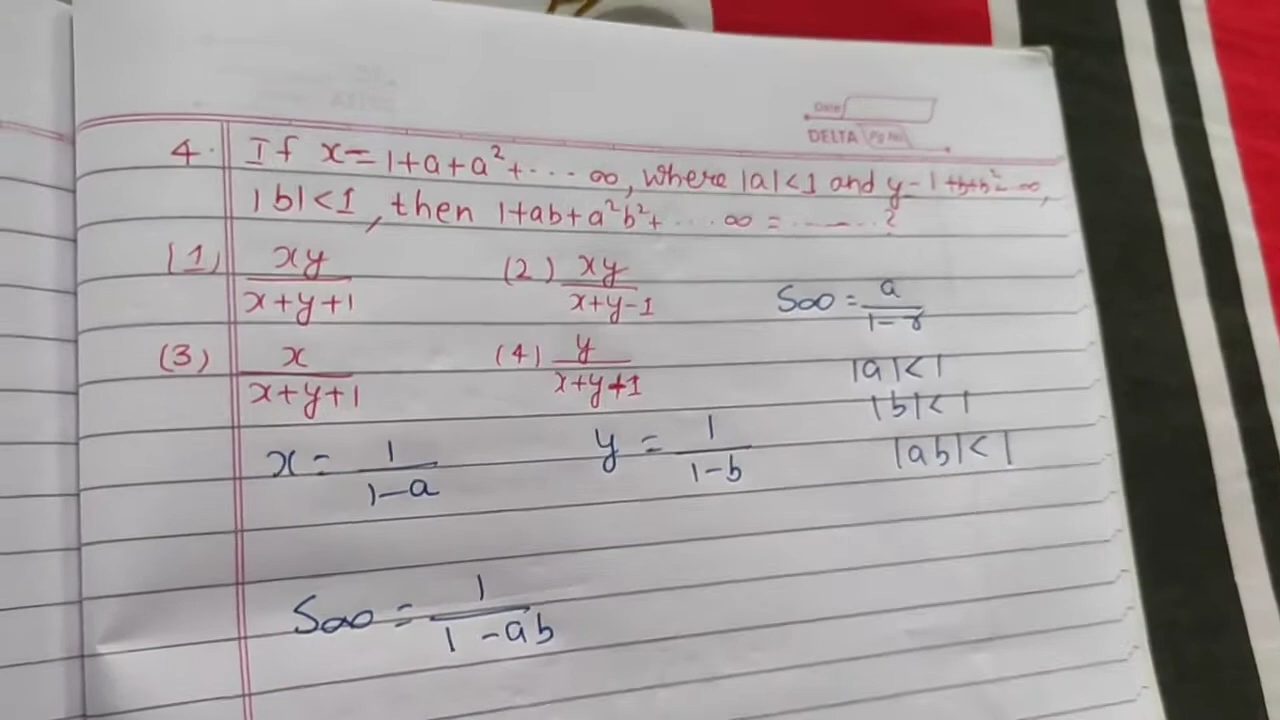 Date
DELTA Pg No
4. If x = 1+a+a²+... ∞, where |a|<1 and y-1+b+b² ∞,
|b|<1, then 1+ab+a²b²+... ∞ = .......?
(1) xy/x+y+1 (2) xy/x+y-1
S∞ = a/1-r
(3) x/x+y+1 (4) y/x+y+1
|a|<1
|b|<1
x = 1/1-a y = 1/1-b |ab|<1
S∞ = 1/1-ab